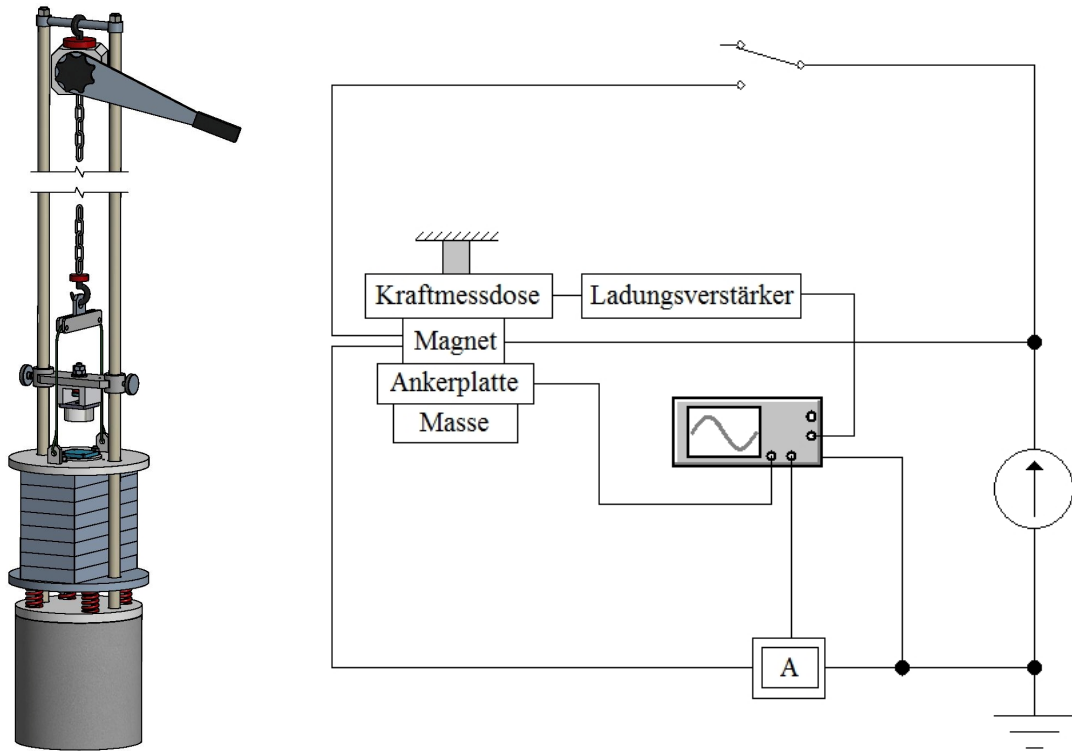 Kraftmessdose
Ladungsverstärker
Magnet
Ankerplatte
Masse
A